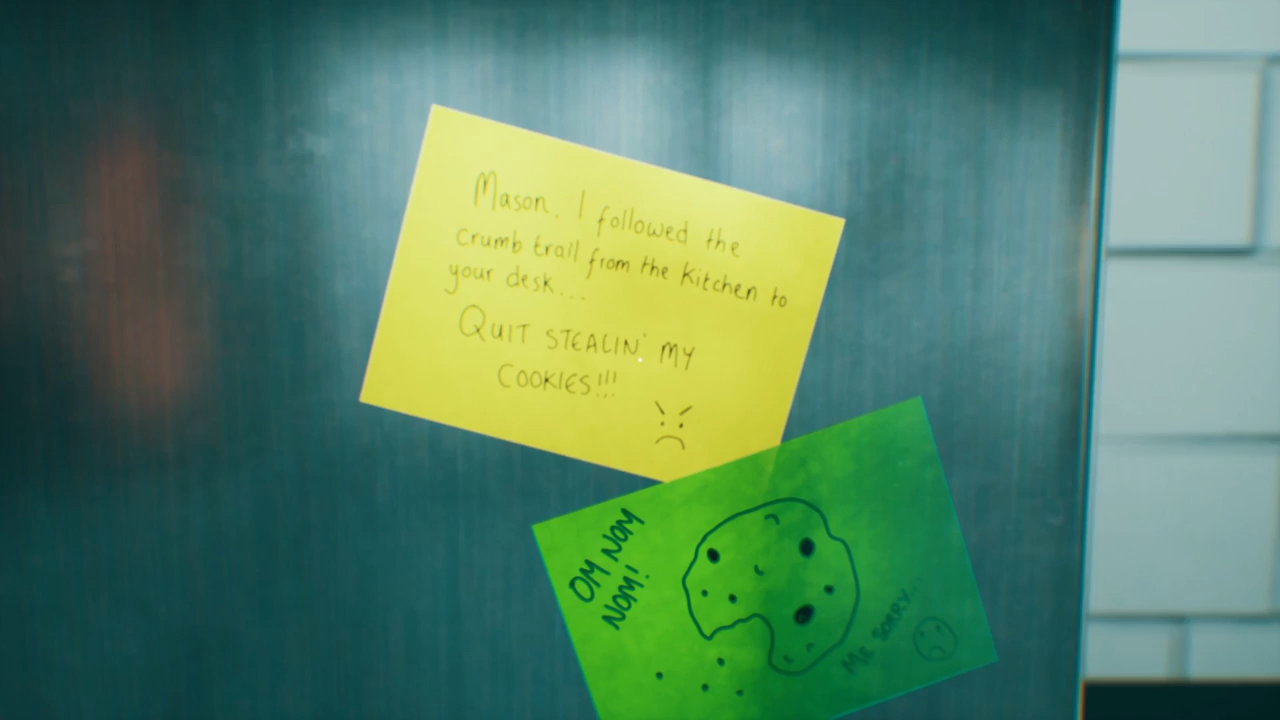 Mason, I followed the
crumb trail from the kitchen to
your desk...
QUIT STEALIN' MY
COOKIES!!!
OM NOM
NOM!
ME SORRY...